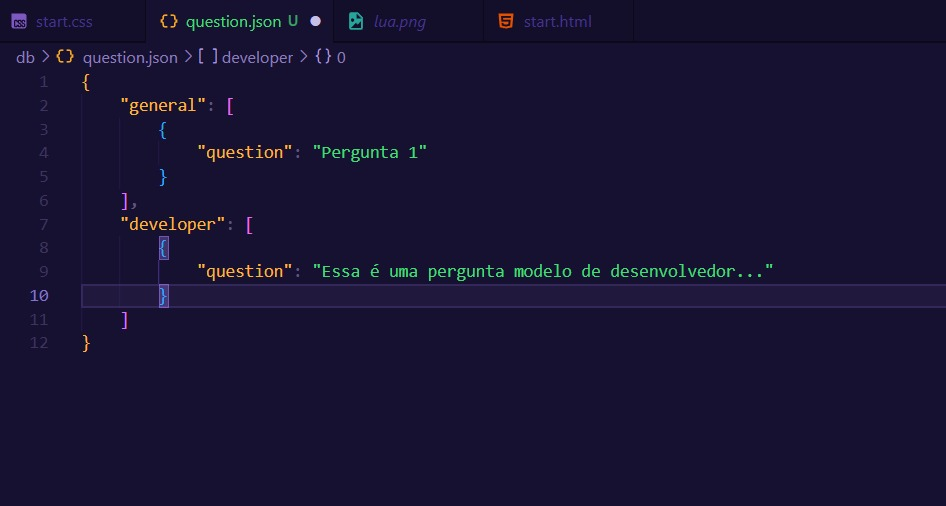 start.css question.json U lua.png start.html
db > question.json > [ ] developer > {} 0
1 {
2 "general": [
3 {
4 "question": "Pergunta 1"
5 }
6 ],
7 "developer": [
8 {
9 "question": "Essa é uma pergunta modelo de desenvolvedor..."
10 }
11 ]
12 }